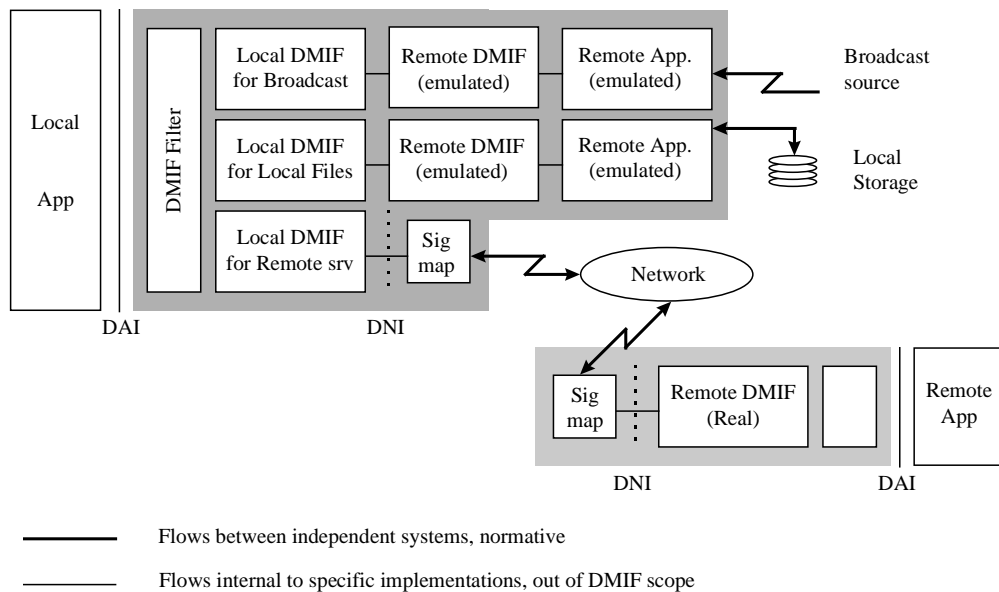 Local
App
DMIF Filter
Local DMIF
for Broadcast
Remote DMIF
(emulated)
Remote App.
(emulated)
Broadcast
source
Local DMIF
for Local Files
Remote DMIF
(emulated)
Remote App.
(emulated)
Local
Storage
Local DMIF
for Remote srv
Sig
map
Network
DAI
DNI
Sig
map
Remote DMIF
(Real)
Remote
App
DNI
DAI
Flows between independent systems, normative
Flows internal to specific implementations, out of DMIF scope